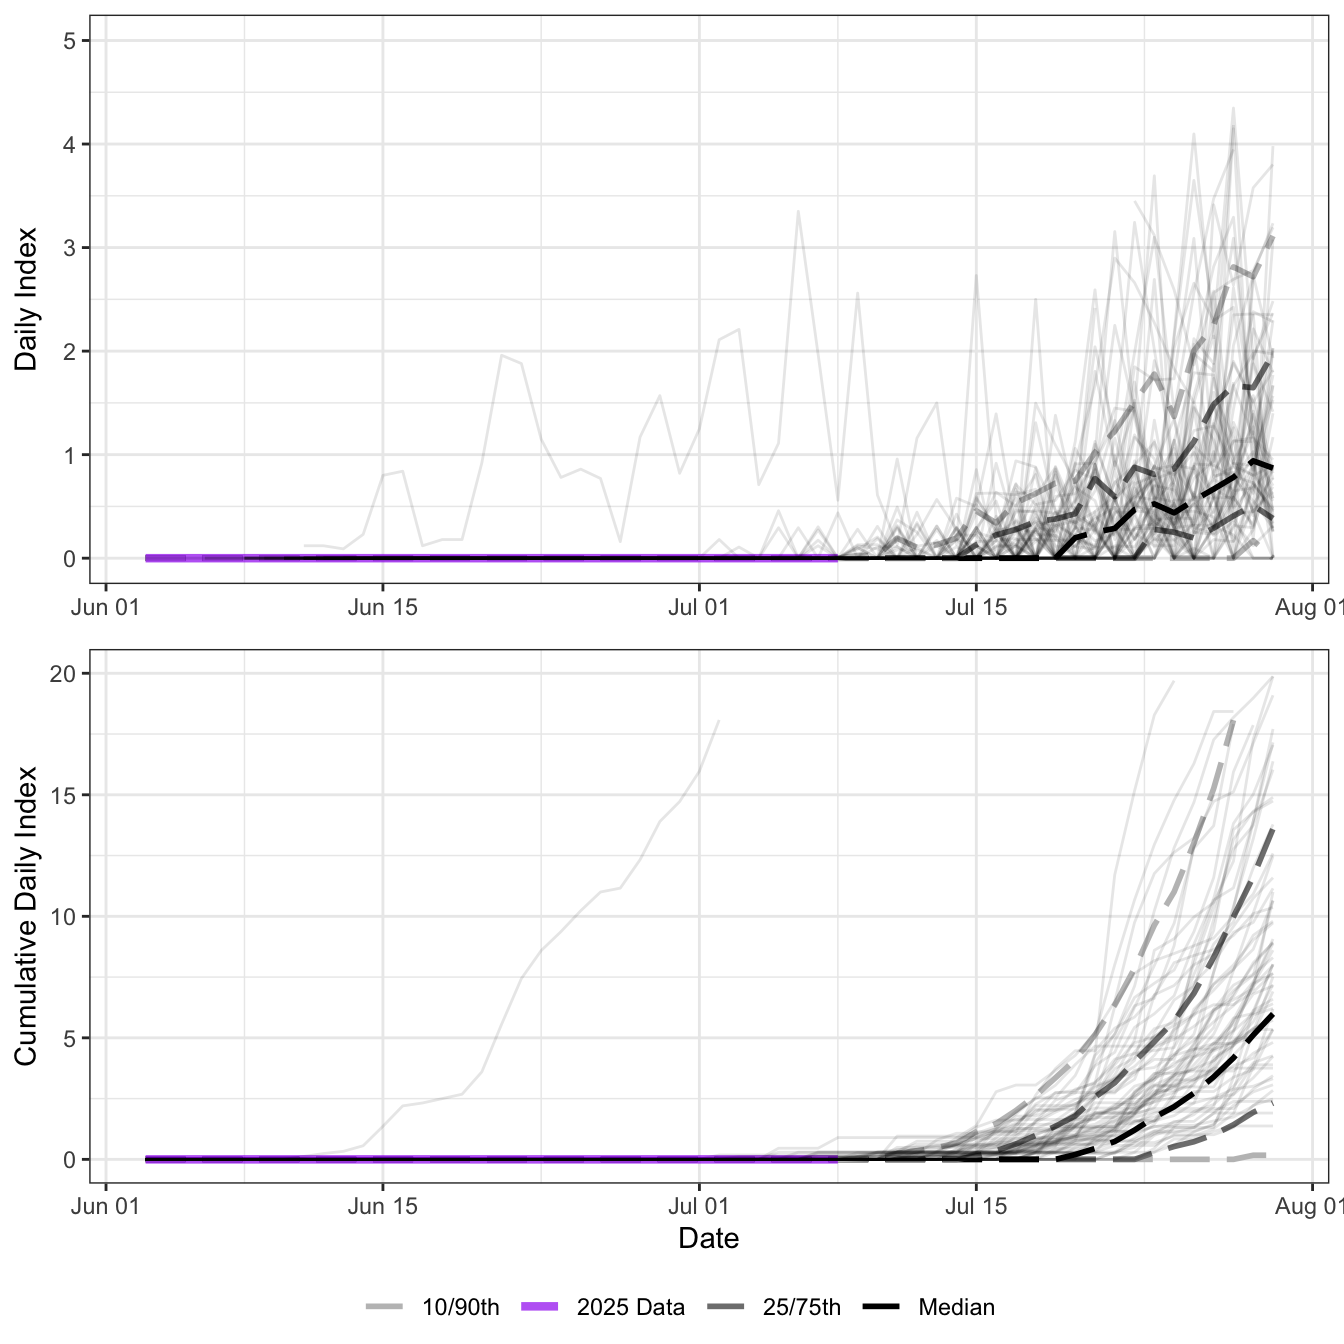 Daily Index
5
4
3
2
1
0
Jun 01 Jun 15 Jul 01 Jul 15 Aug 01
Cumulative Daily Index
20
15
10
5
0
Jun 01 Jun 15 Jul 01 Jul 15 Aug 01
Date
10/90th 2025 Data 25/75th Median